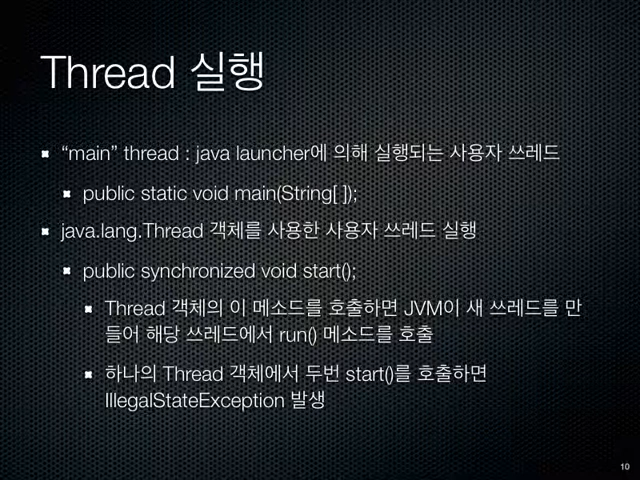 Thread 실행
“main” thread : java launcher에 의해 실행되는 사용자 쓰레드
public static void main(String[ ]);
java.lang.Thread 객체를 사용한 사용자 쓰레드 실행
public synchronized void start();
Thread 객체의 이 메소드를 호출하면 JVM이 새 쓰레드를 만
들어 해당 쓰레드에서 run() 메소드를 호출
하나의 Thread 객체에서 두번 start()를 호출하면
IllegalStateException 발생
10